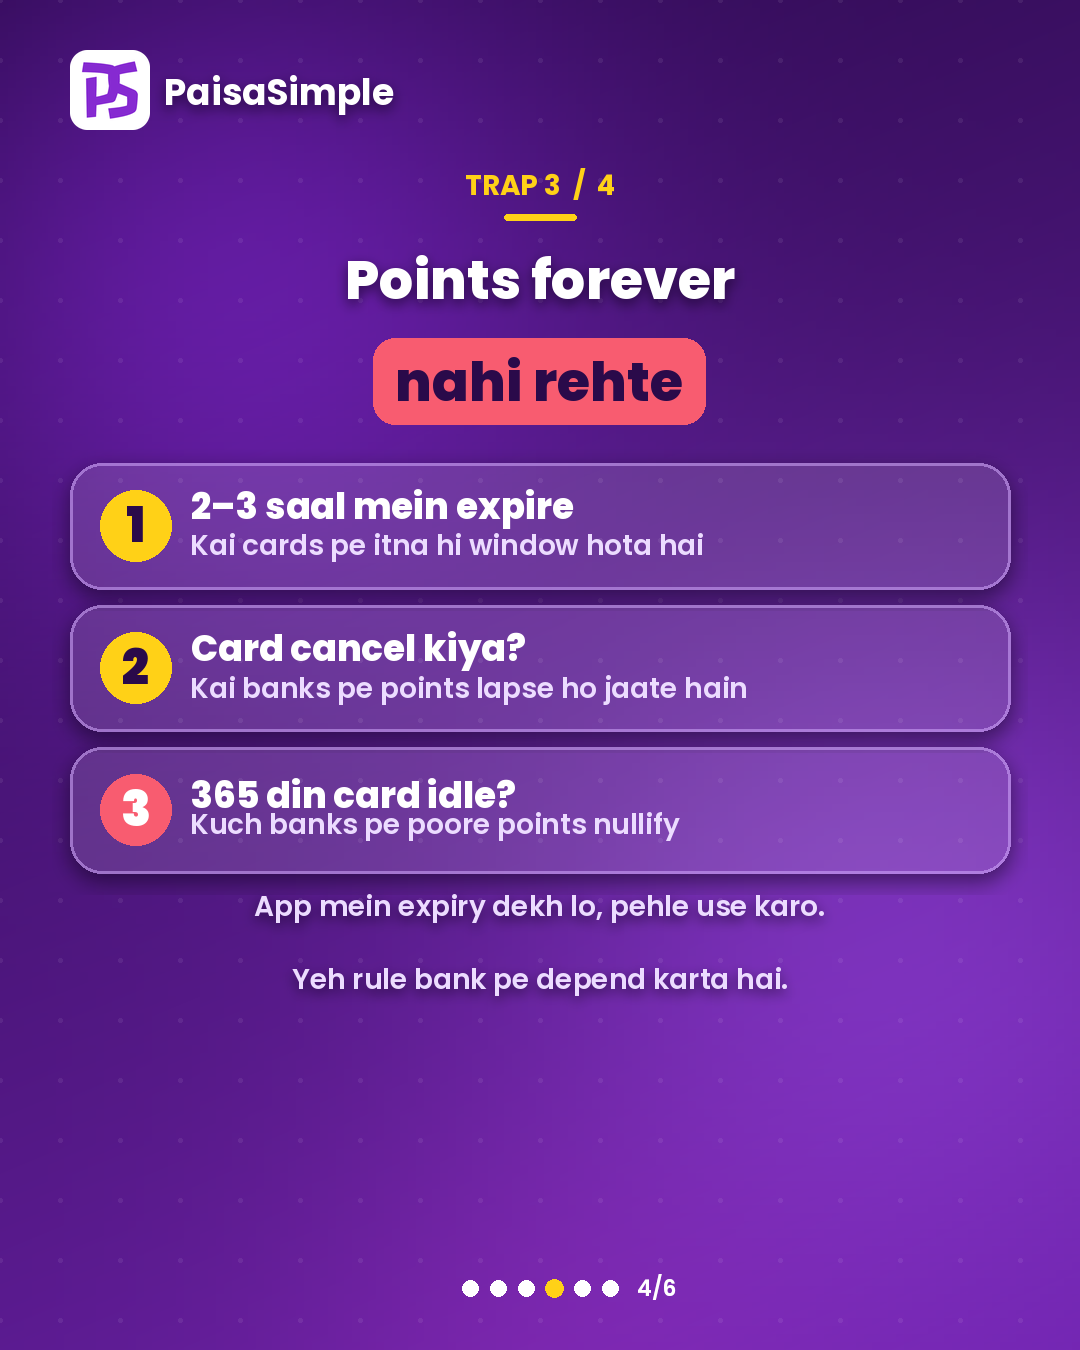 PaisaSimple
TRAP 3 / 4
Points forever
nahi rehte
1
2–3 saal mein expire
Kai cards pe itna hi window hota hai
2
Card cancel kiya?
Kai banks pe points lapse ho jaate hain
3
365 din card idle?
Kuch banks pe poore points nullify
App mein expiry dekh lo, pehle use karo.
Yeh rule bank pe depend karta hai.
4/6